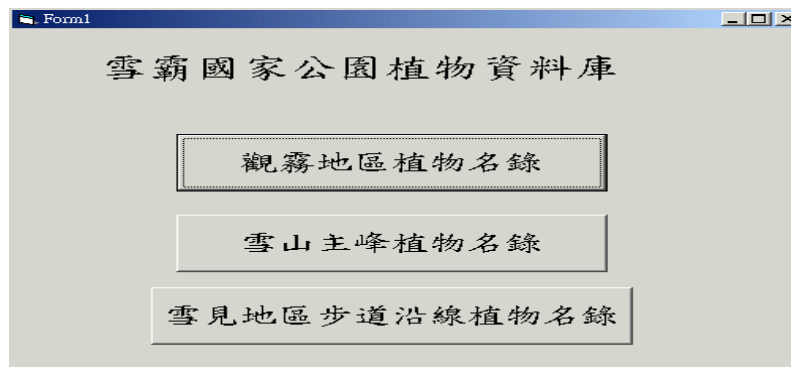 Form1
雪霸國家公園植物資料庫
觀霧地區植物名錄
雪山主峰植物名錄
雪見地區步道沿線植物名錄